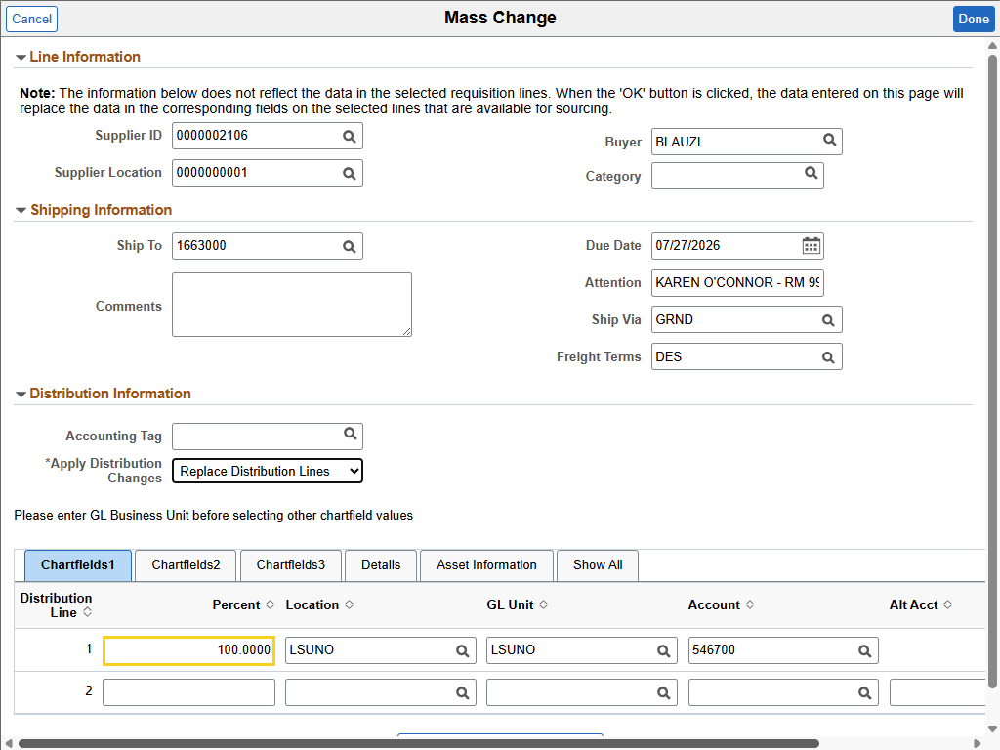 Cancel
Mass Change
Done
Line Information
Note: The information below does not reflect the data in the selected requisition lines. When the 'OK' button is clicked, the data entered on this page will
replace the data in the corresponding fields on the selected lines that are available for sourcing.
Supplier ID 0000002106
Buyer BLAUZI
Supplier Location 0000000001
Category
Shipping Information
Ship To 1663000
Due Date 07/27/2026
Attention KAREN O'CONNOR - RM 99
Comments
Ship Via GRND
Freight Terms DES
Distribution Information
Accounting Tag
*Apply Distribution
Changes
Replace Distribution Lines
Please enter GL Business Unit before selecting other chartfield values
Chartfields1 Chartfields2 Chartfields3 Details Asset Information Show All
Distribution
Line
Percent Location GL Unit Account Alt Acct
1 100.0000 LSUNO LSUNO 546700
2